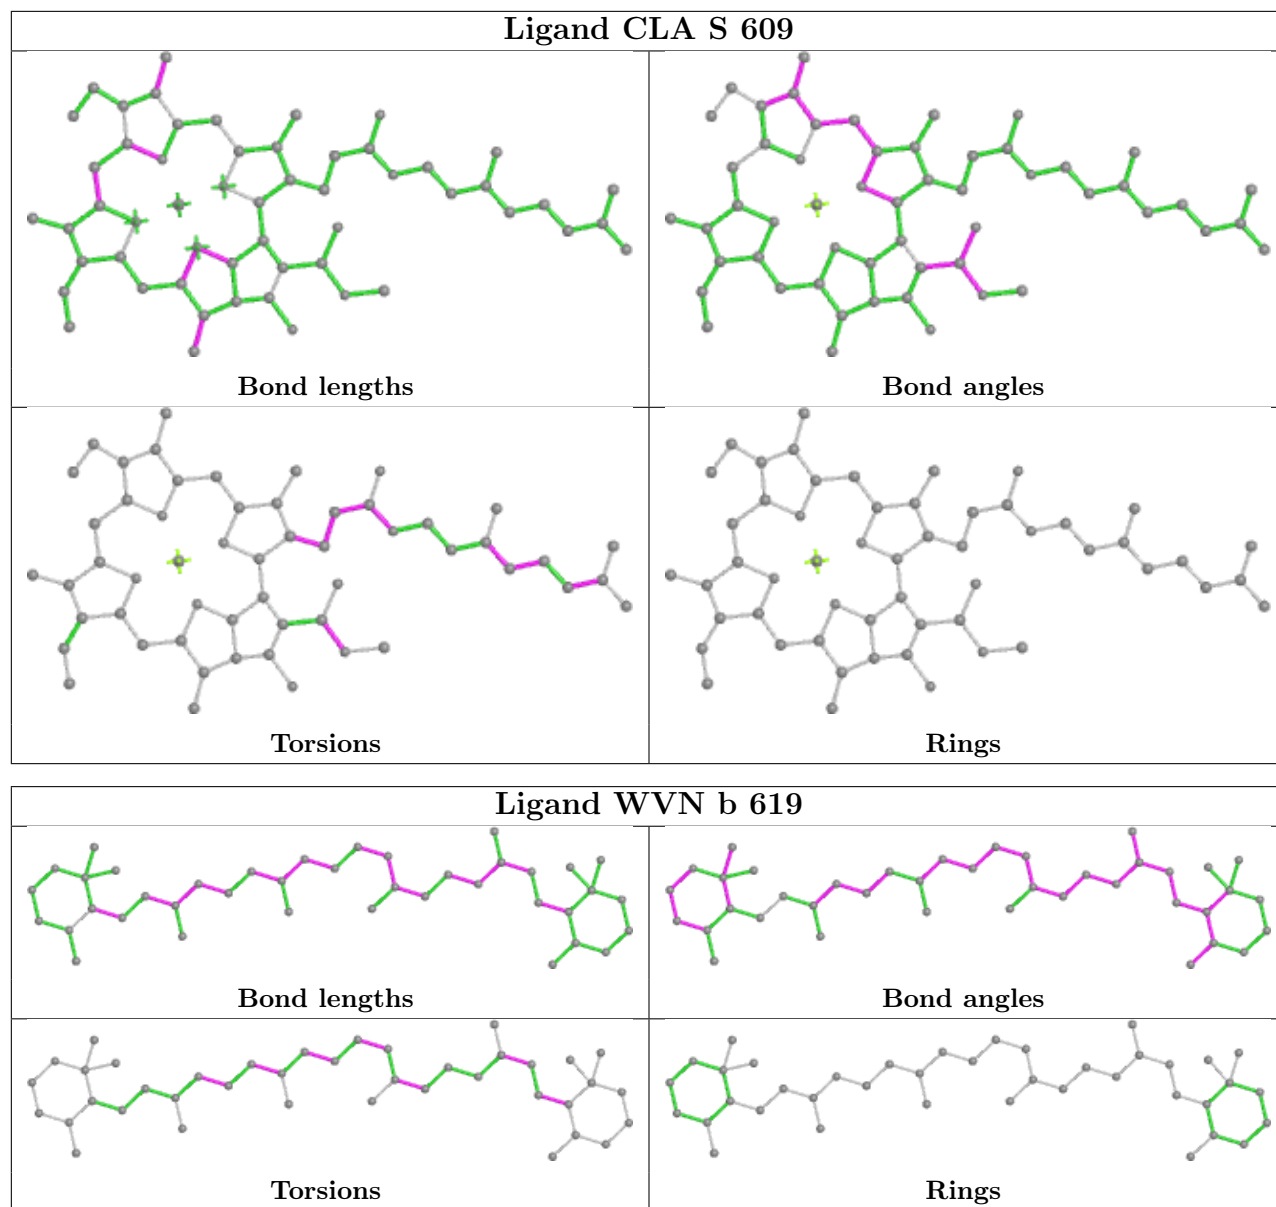 Ligand CLA S 609
Bond lengths
Bond angles
Torsions
Rings
Ligand WVN b 619
Bond lengths
Bond angles
Torsions
Rings